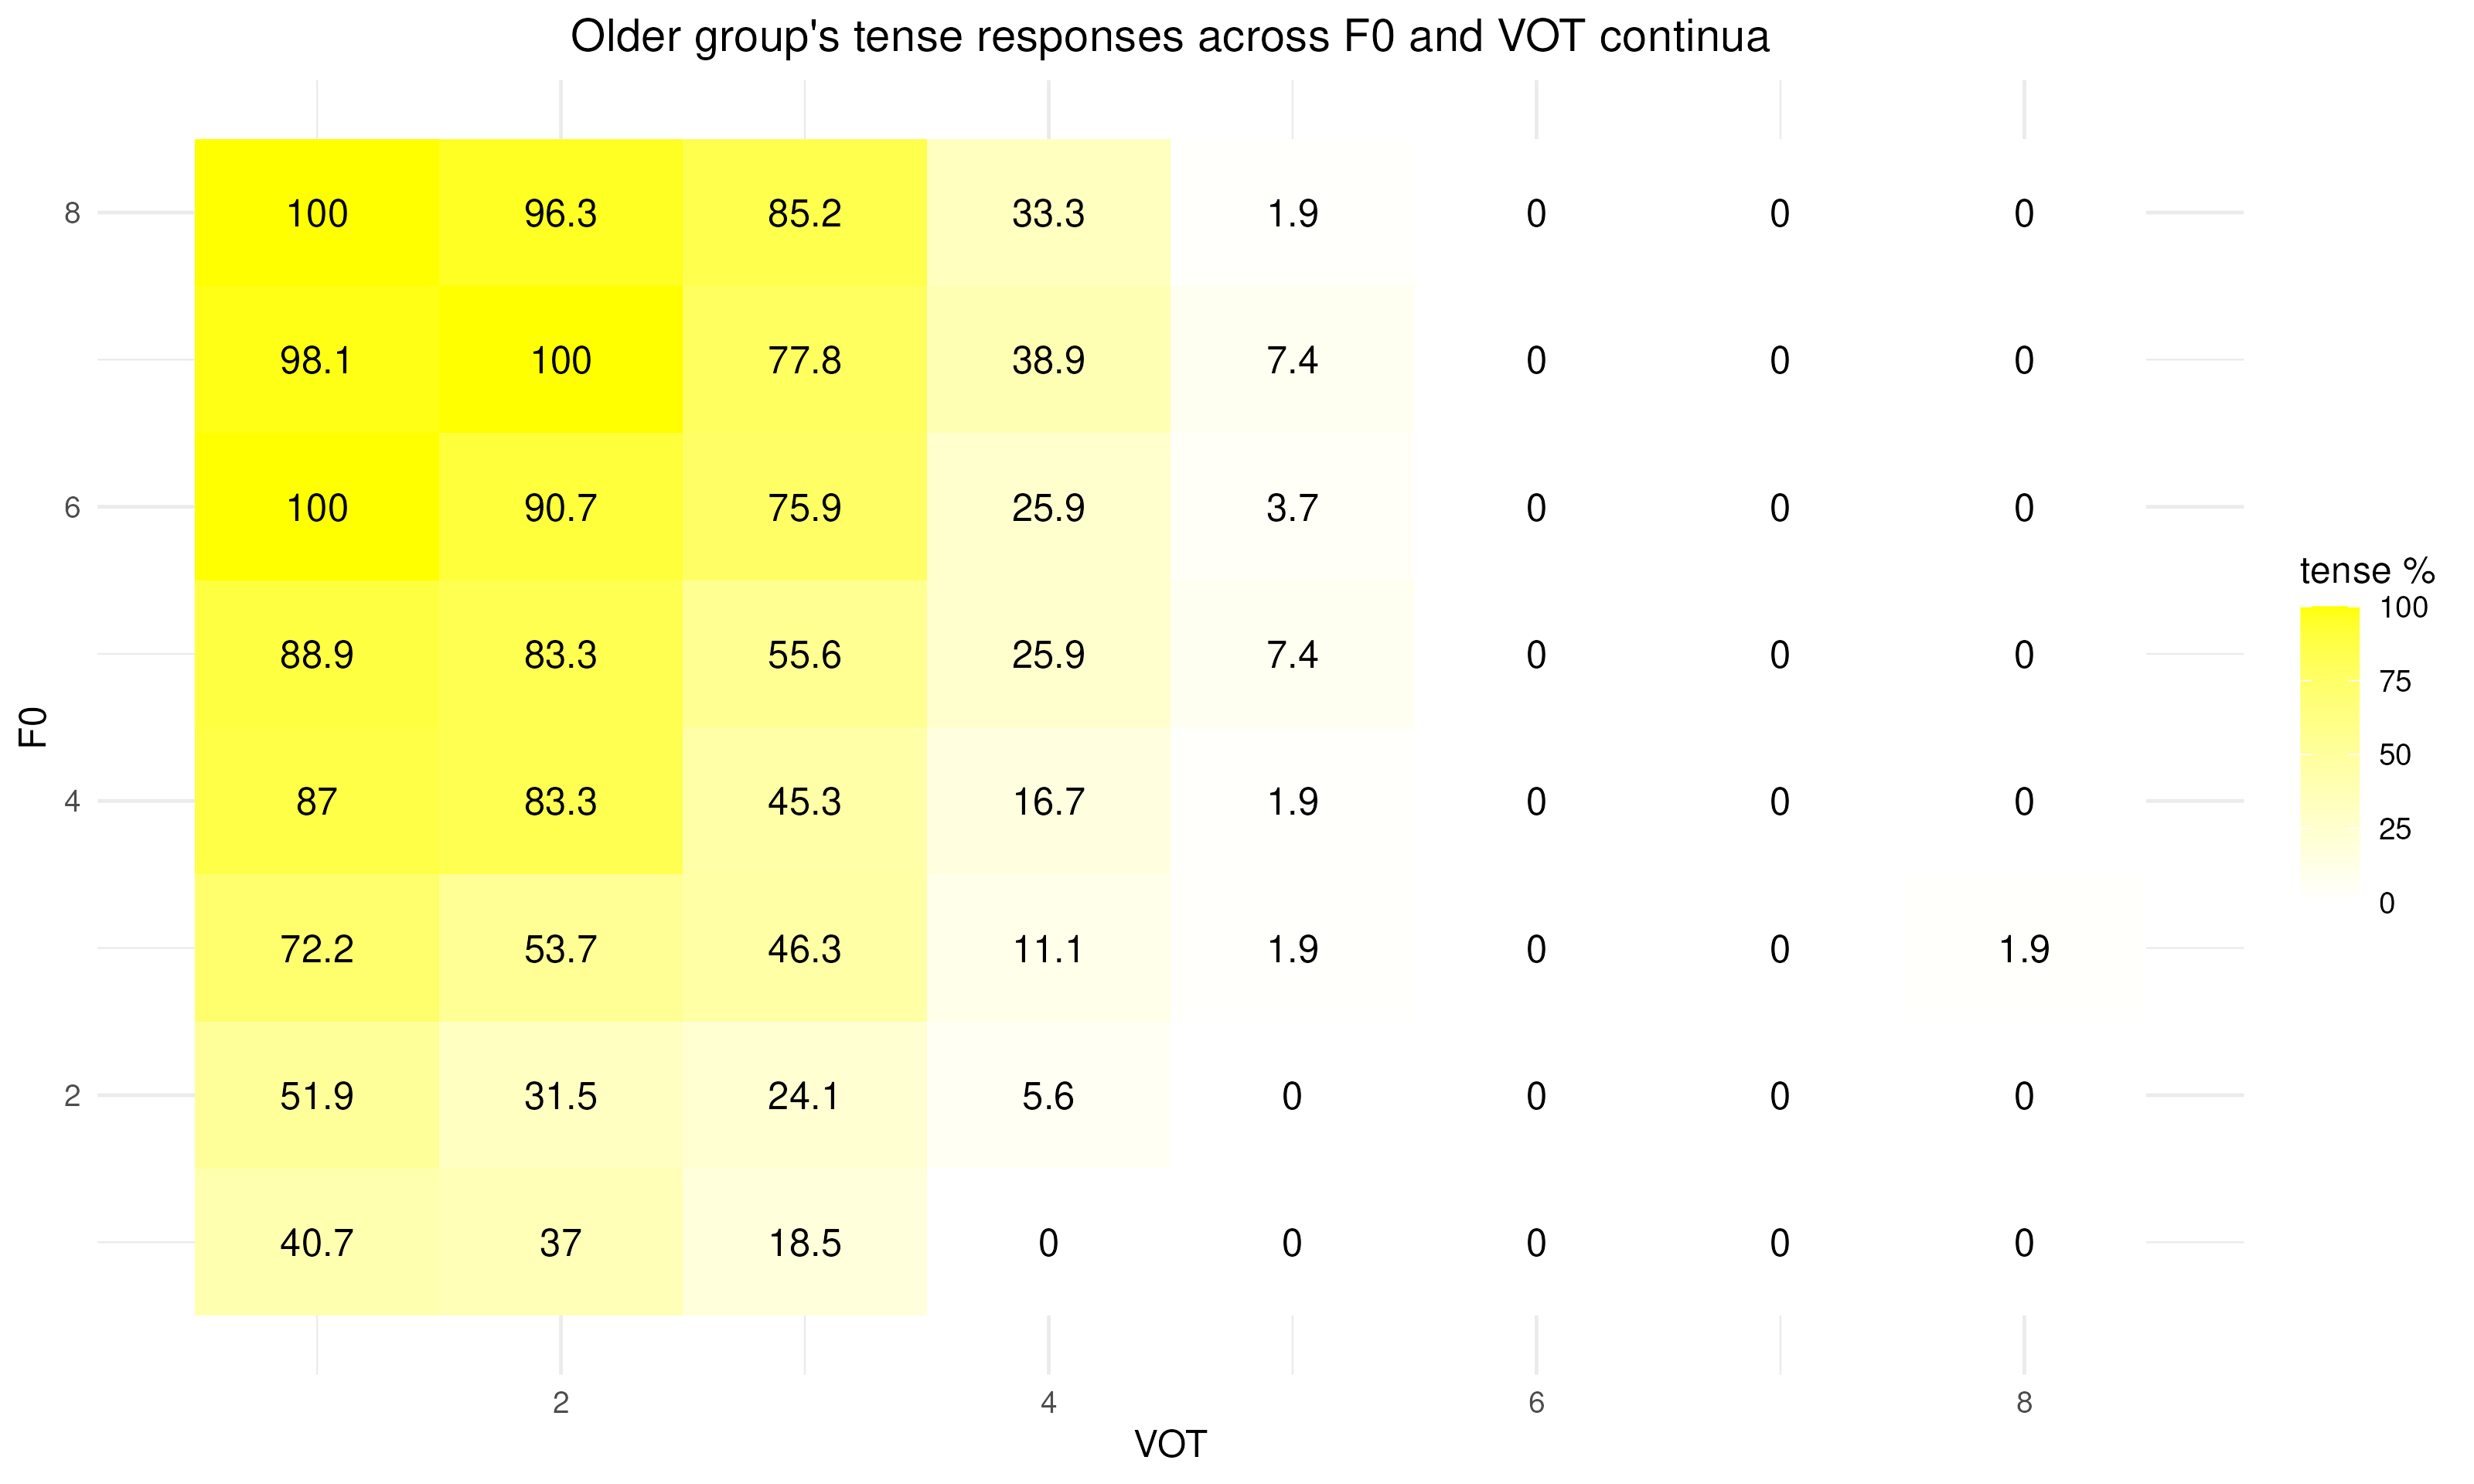 Older group's tense responses across F0 and VOT continua
8 100 96.3 85.2 33.3 1.9 0 0 0
98.1 100 77.8 38.9 7.4 0 0 0
6 100 90.7 75.9 25.9 3.7 0 0 0
88.9 83.3 55.6 25.9 7.4 0 0 0
4 87 83.3 45.3 16.7 1.9 0 0 0
72.2 53.7 46.3 11.1 1.9 0 0 1.9
2 51.9 31.5 24.1 5.6 0 0 0 0
40.7 37 18.5 0 0 0 0 0
2 4 6 8
VOT
F0
tense %
100
75
50
25
0